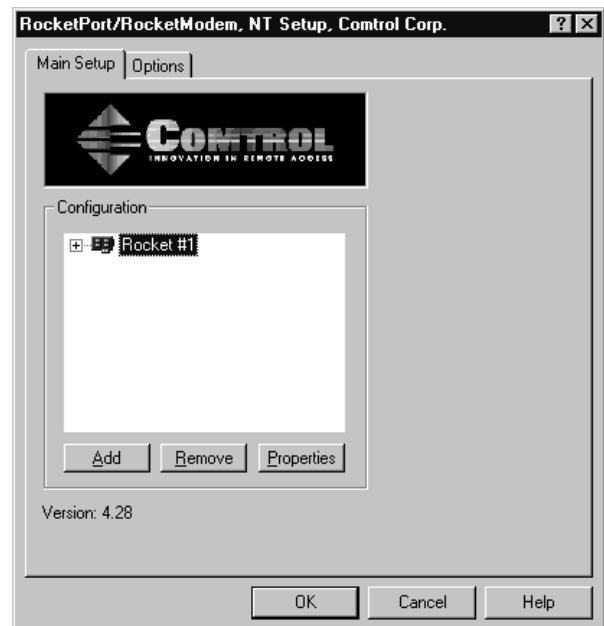 RocketPort/RocketModem, NT Setup, Comtrol Corp.
Main Setup
Options
COMTROL
INNOVATION IN REMOTE ACCESS
Configuration
Rocket #1
Add
Remove
Properties
Version: 4.28
OK
Cancel
Help